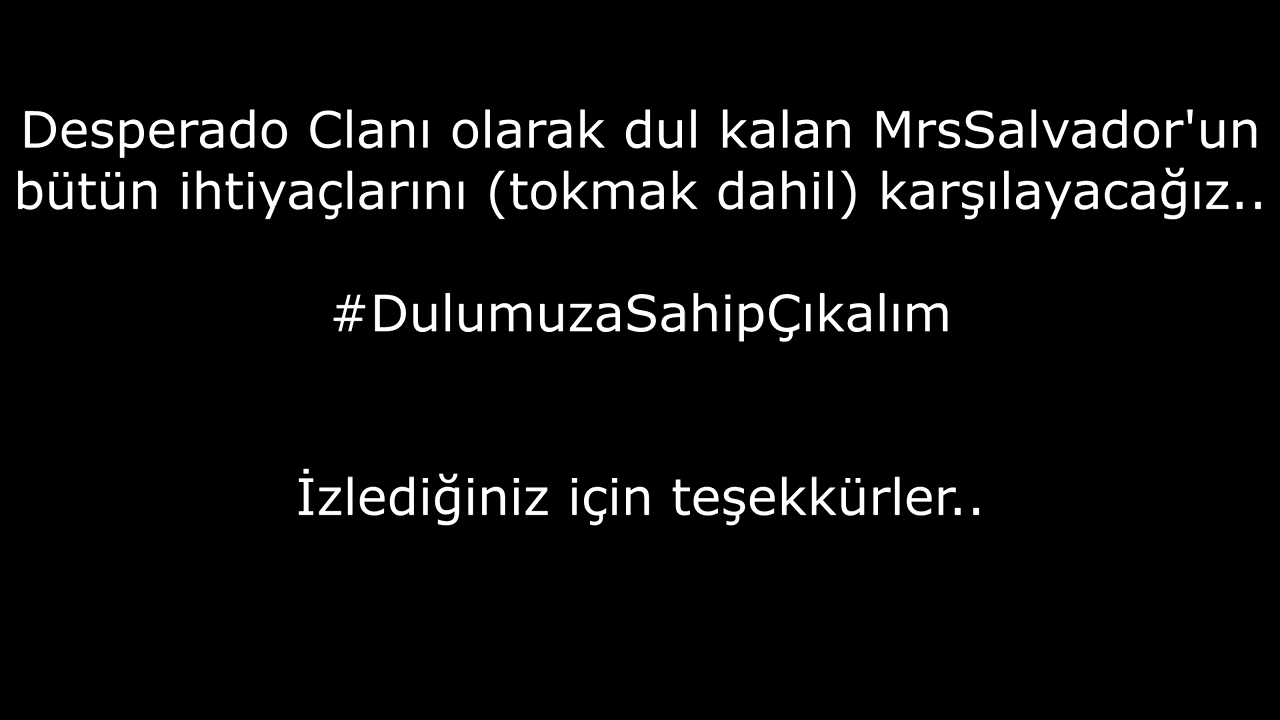 Desperado Clanı olarak dul kalan MrsSalvador'un
bütün ihtiyaçlarını (tokmak dahil) karşılayacağız..
#DulumuzaSahipÇıkalım
İzlediğiniz için teşekkürler..